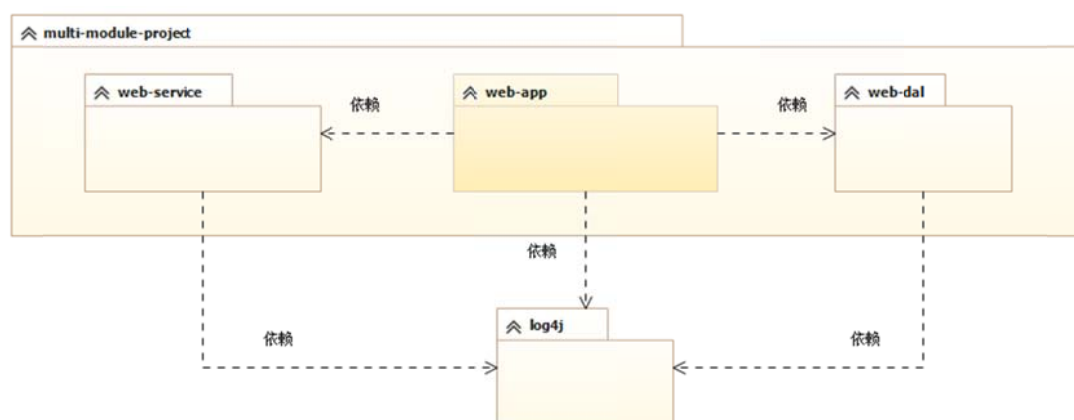 multi-module-project
web-service
web-app
web-dal
依赖
依赖
依赖
log4j
依赖
依赖